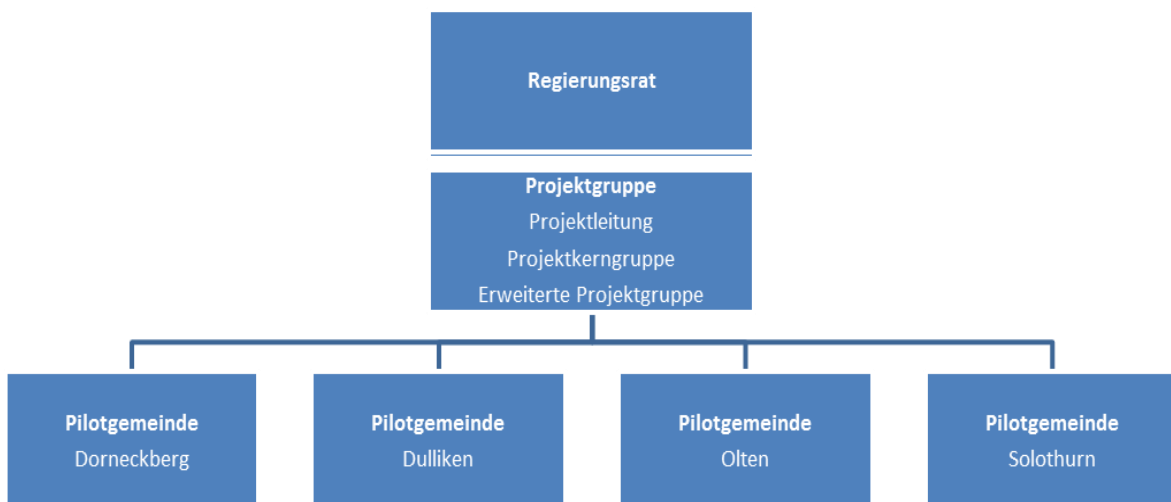 Regierungsrat
Projektgruppe
Projektleitung
Projektkerngruppe
Erweiterte Projektgruppe
Pilotgemeinde
Dorneckberg
Pilotgemeinde
Dulliken
Pilotgemeinde
Olten
Pilotgemeinde
Solothurn